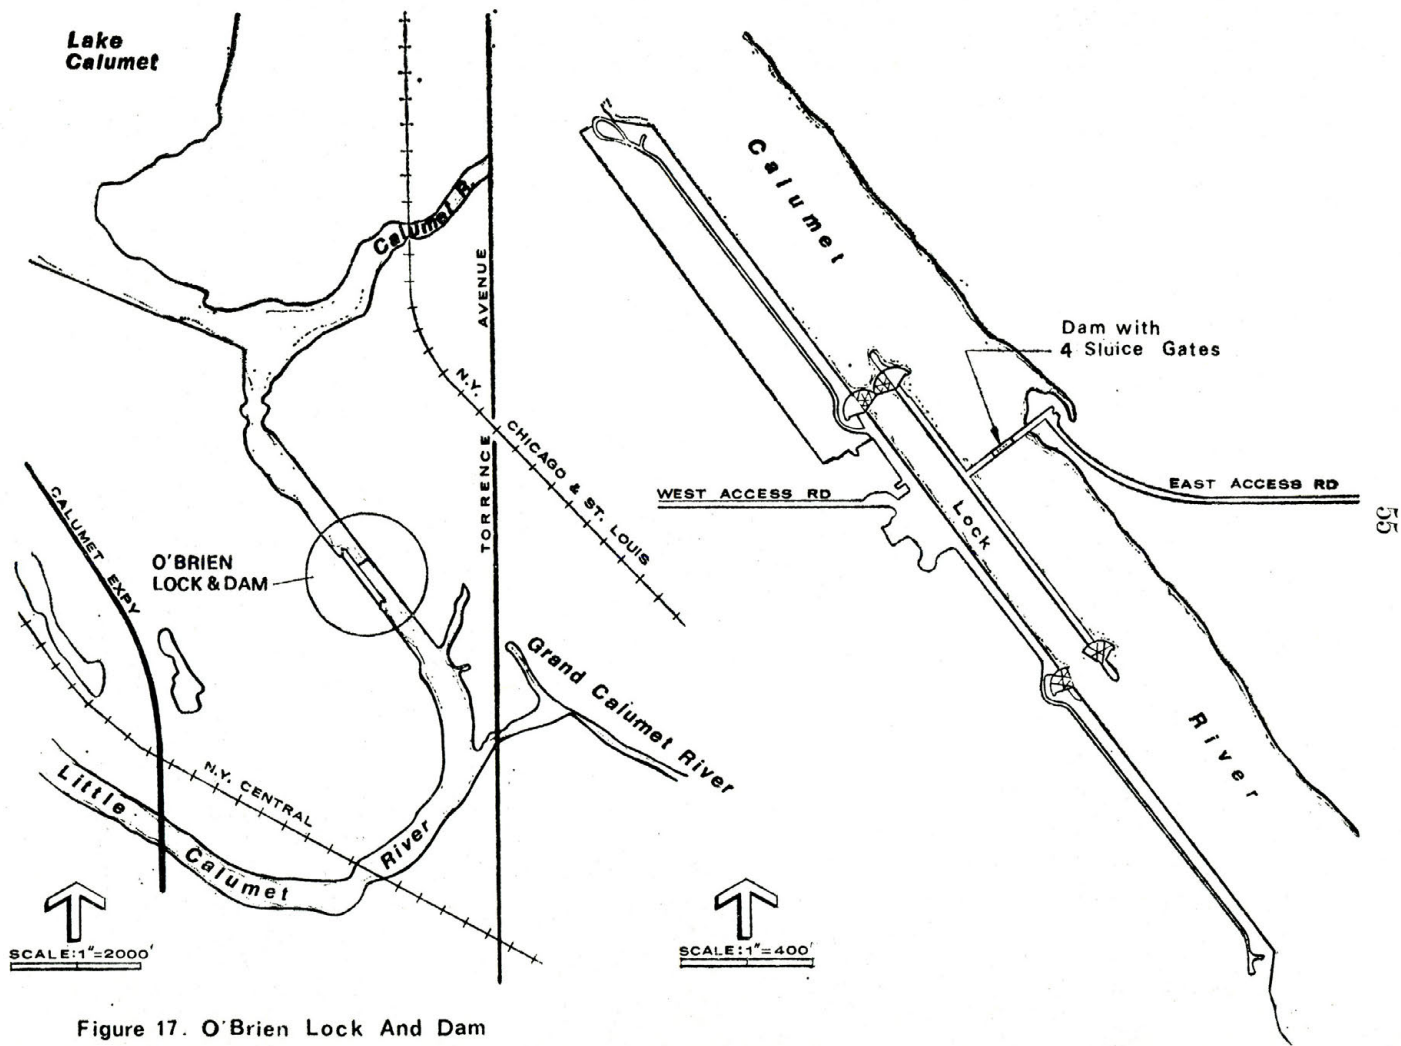 Lake
Calumet
Calumet R.
AVENUE
TORRENCE
N.Y. CHICAGO & ST. LOUIS
CALUMET EXPY
O'BRIEN
LOCK & DAM
Grand Calumet River
N.Y. CENTRAL
Little Calumet River
SCALE:1"=2000'
Calumet River
Dam with
4 Sluice Gates
WEST ACCESS RD
EAST ACCESS RD
Lock
SCALE:1"=400'
55
Figure 17. O'Brien Lock And Dam